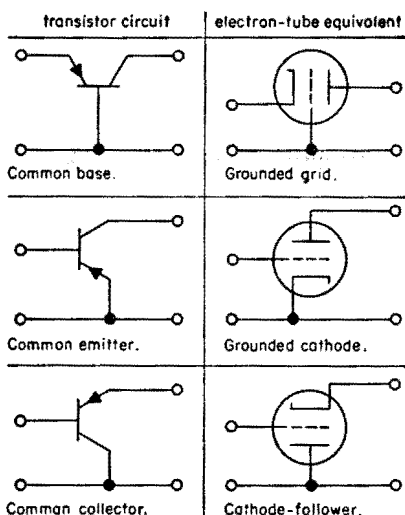 transistor circuit
electron-tube equivalent
Common base.
Grounded grid.
Common emitter.
Grounded cathode.
Common collector.
Cathode-follower.